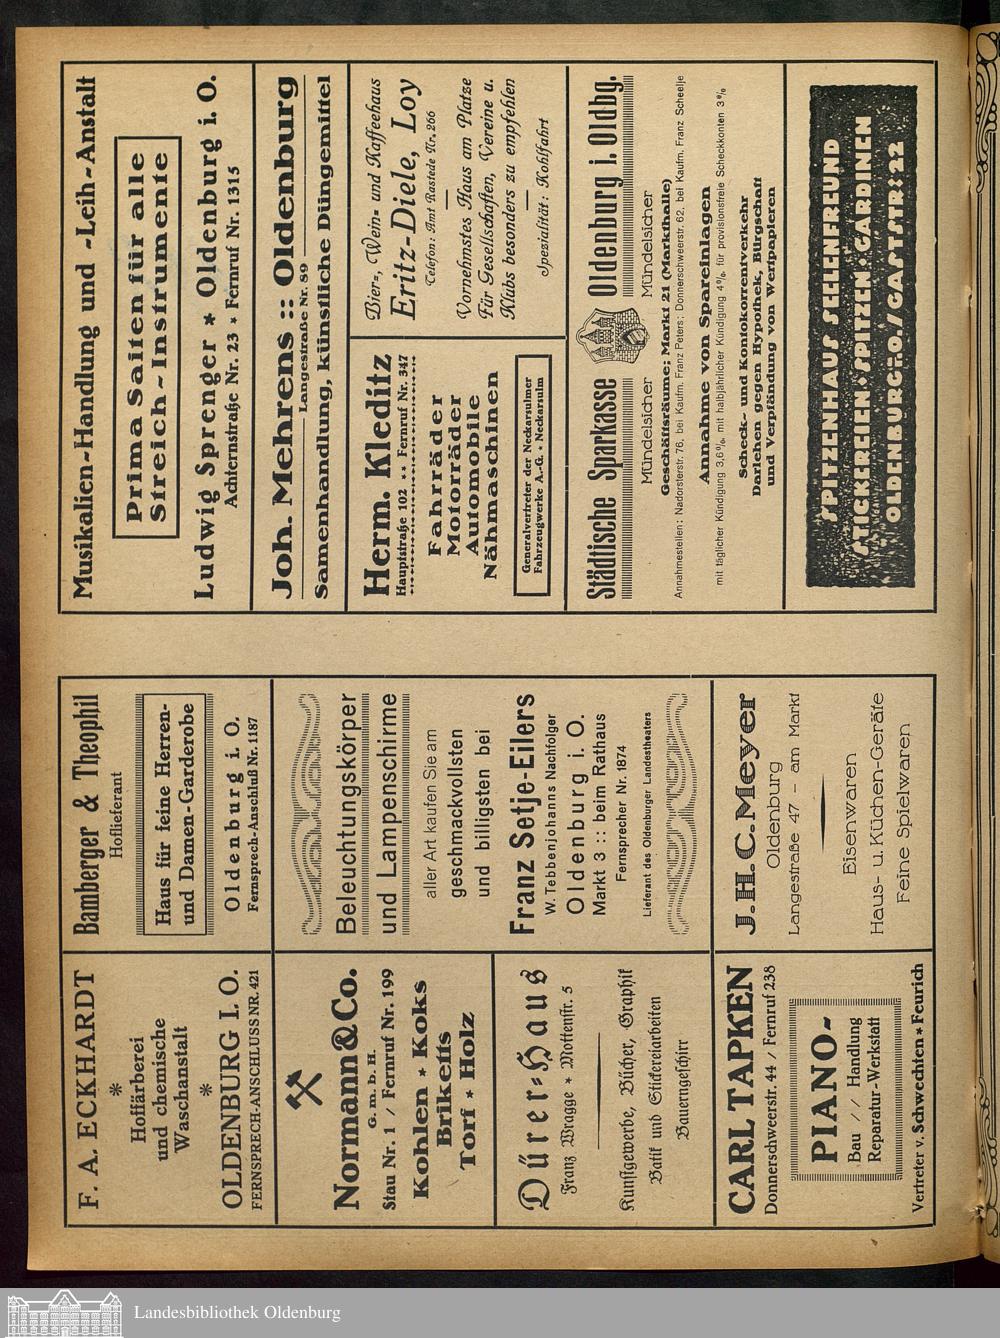 F. A. ECKHARDT
*
Hoffärberei
und chemische
Waschanstalt
*
OLDENBURG I. O.
FERNSPRECH-ANSCHLUSS NR. 421
Bamberger & Theophil
Hoflieferant
Haus für feine Herren-
und Damen-Garderobe
Oldenburg i. O.
Fernsprech-Anschluß Nr. 1187
Normann & Co.
G. m. b. H.
Stau Nr. 1 / Fernruf Nr. 199
Kohlen * Koks
Briketts
Torf * Holz
Dürer-Haus
Franz Wragge * Mottenstr. 5
Kunstgewerbe, Bücher, Graphik
Batik und Stickereiarbeiten
Bauerngeschirr
Beleuchtungskörper
und Lampenschirme
aller Art kaufen Sie am
geschmackvollsten
und billigsten bei
Franz Setje-Eilers
W. Tebbenjohanns Nachfolger
Oldenburg i. O.
Markt 3 :: beim Rathaus
Fernsprecher Nr. 1874
Lieferant des Oldenburger Landestheaters
CARL TAPKEN
Donnerschweerstr. 44 / Fernruf 238
PIANO-
Bau // Handlung
Reparatur-Werkstatt
Vertreter v. Schwechten * Feurich
J. H. C. Meyer
Oldenburg
Langestraße 47 - am Markt
Eisenwaren
Haus- u. Küchen-Geräte
Feine Spielwaren
Musikalien-Handlung und -Leih-Anstalt
Prima Saiten für alle
Streich-Instrumente
Ludwig Sprenger * Oldenburg i. O.
Achternstraße Nr. 23 * Fernruf Nr. 1315
Joh. Mehrens :: Oldenburg
Langestraße Nr. 89
Samenhandlung, künstliche Düngemittel
Herm. Kleditz
Hauptstraße 102 ** Fernruf Nr. 347
Fahrräder
Motorräder
Automobile
Nähmaschinen
Generalvertreter der Neckarsulmer
Fahrzeugwerke A.-G. * Neckarsulm
Bier-, Wein- und Kaffeehaus
Eritz-Diele, Loy
Telefon: Amt Rastede Nr. 266
Vornehmstes Haus am Platze
Für Gesellschaften, Vereine u.
Klubs besonders zu empfehlen
Spezialität: Kohlfahrt
Städtische Sparkasse Oldenburg i. Oldbg.
Mündelsicher Mündelsicher
Geschäftsräume: Markt 21 (Markthalle)
Annahmestellen: Nadorsterstr. 76, bei Kaufm. Franz Peters; Donnerschweerstr. 62, bei Kaufm. Franz Scheelje
Annahme von Spareinlagen
mit täglicher Kündigung 3,6%, mit halbjährlicher Kündigung 4%, für provisionsfreie Scheckkonten 3%
Scheck- und Kontokorrentverkehr
Darlehen gegen Hypothek, Bürgschaft
und Verpfändung von Wertpapieren
SPITZENHAUS SEELENFREUND
STICKEREIEN·SPITZEN·GARDINEN
OLDENBURG i.O./GASTSTR: 22
Landesbibliothek Oldenburg